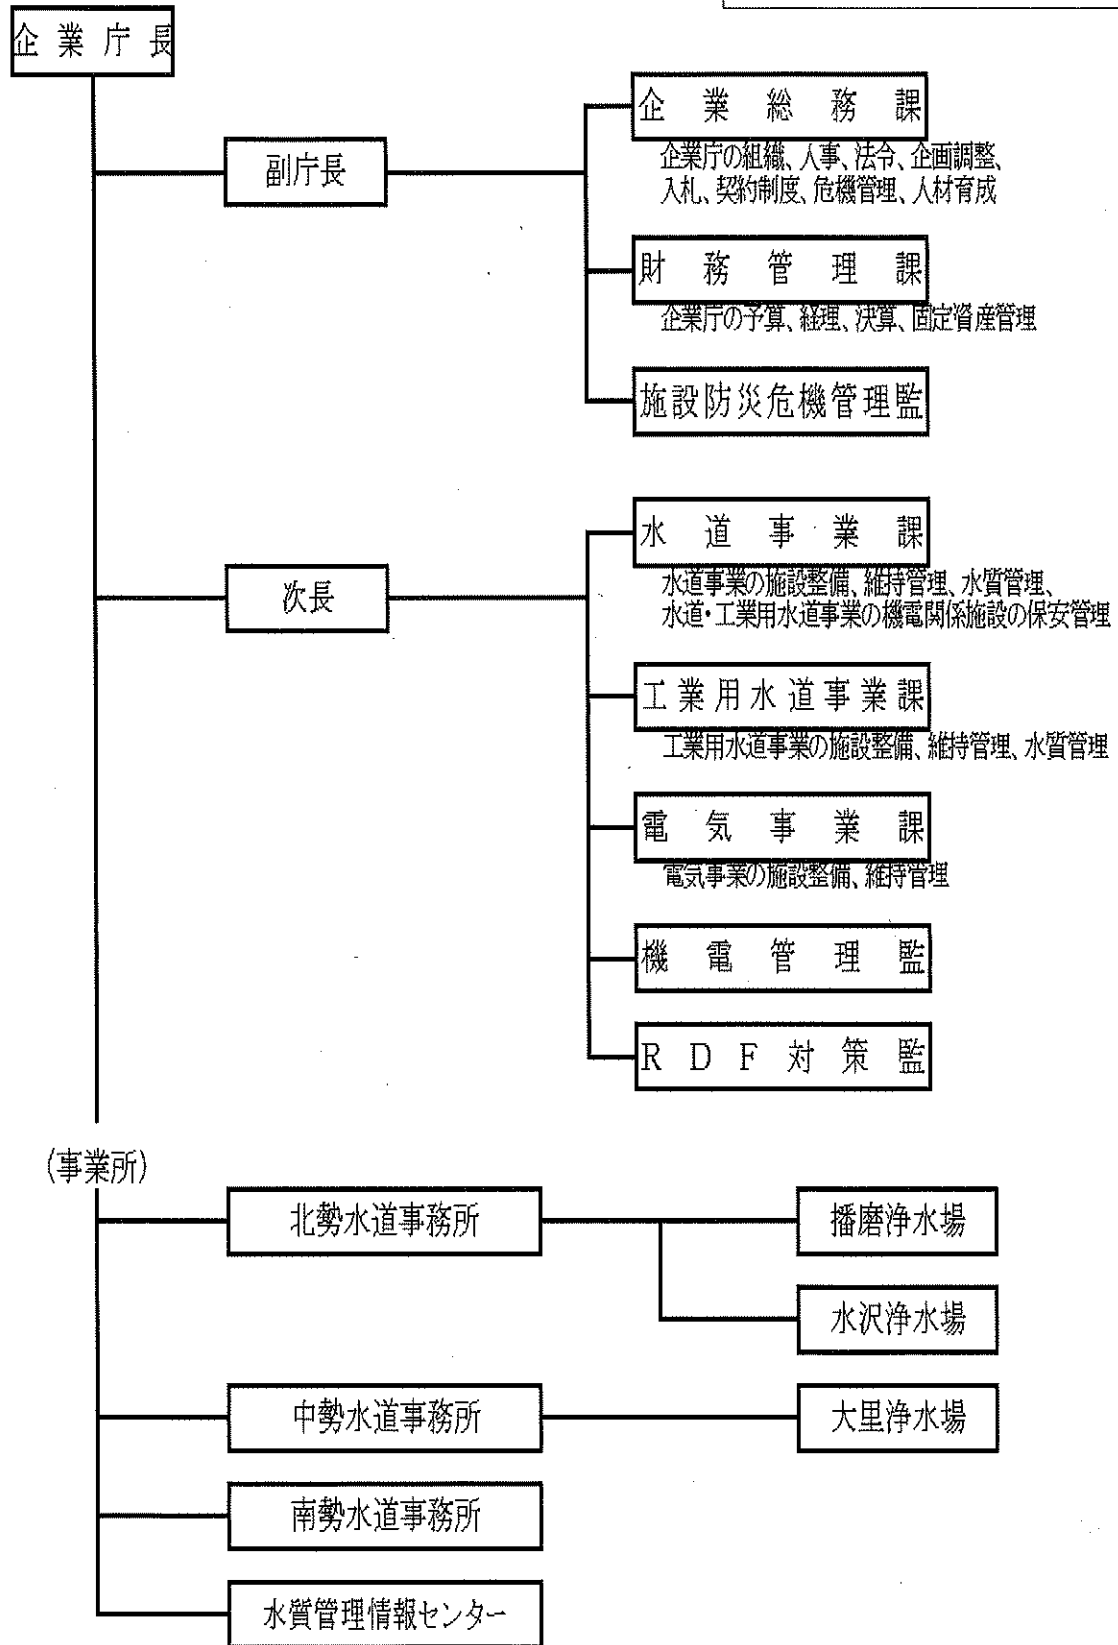 企業庁長
副庁長
企業総務課
企業庁の組織、人事、法令、企画調整、
入札、契約制度、危機管理、人材育成
財務管理課
企業庁の予算、経理、決算、固定資産管理
施設防災危機管理監
次長
水道事業課
水道事業の施設整備、維持管理、水質管理、
水道・工業用水道事業の機電関係施設の保安管理
工業用水道事業課
工業用水道事業の施設整備、維持管理、水質管理
電気事業課
電気事業の施設整備、維持管理
機電管理監
RDF対策監
(事業所)
北勢水道事務所
播磨浄水場
水沢浄水場
中勢水道事務所
大里浄水場
南勢水道事務所
水質管理情報センター